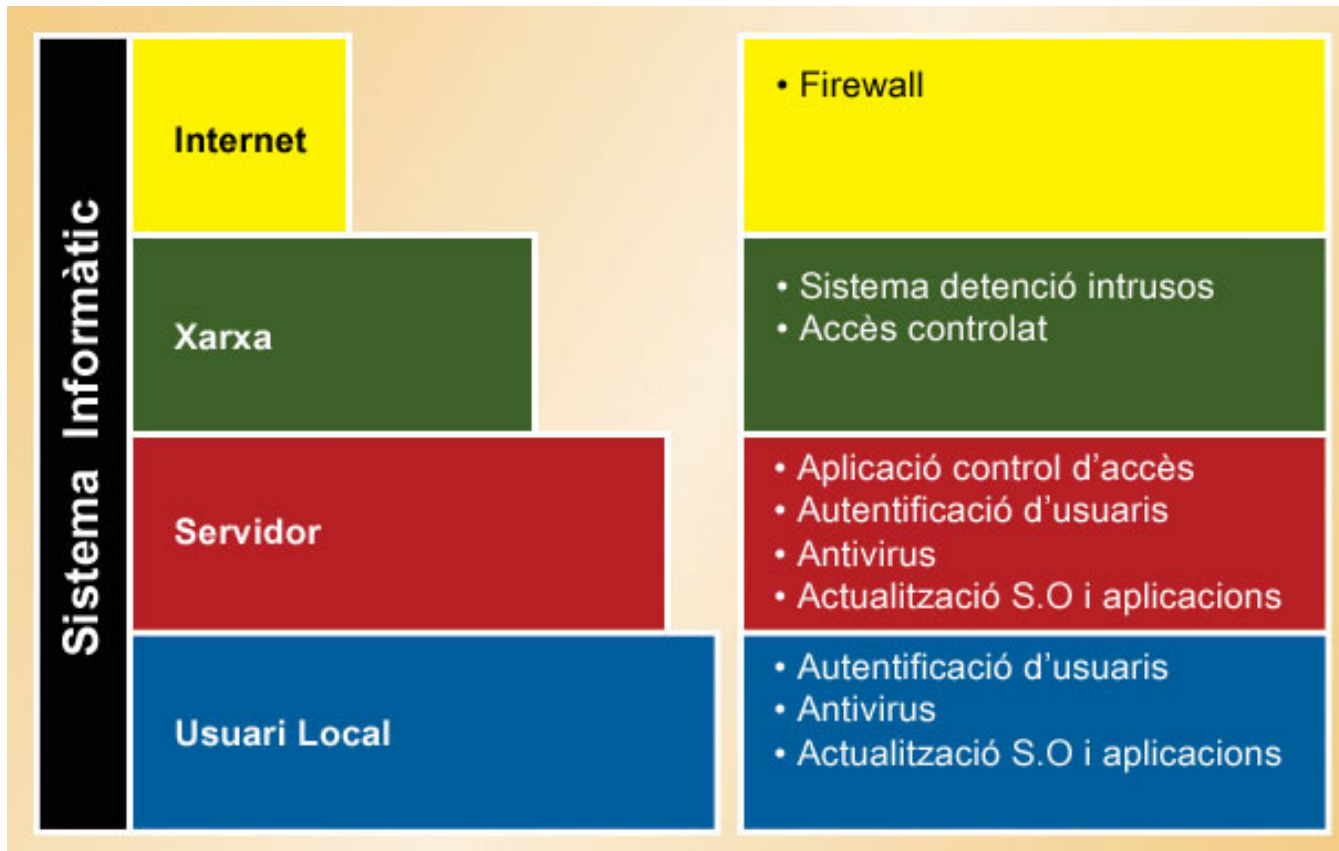 Sistema Informàtic
Internet
• Firewall
Xarxa
• Sistema detenció intrusos
• Accès controlat
Servidor
• Aplicació control d’accès
• Autentificació d’usuaris
• Antivirus
• Actualització S.O i aplicacions
Usuari Local
• Autentificació d’usuaris
• Antivirus
• Actualització S.O i aplicacions